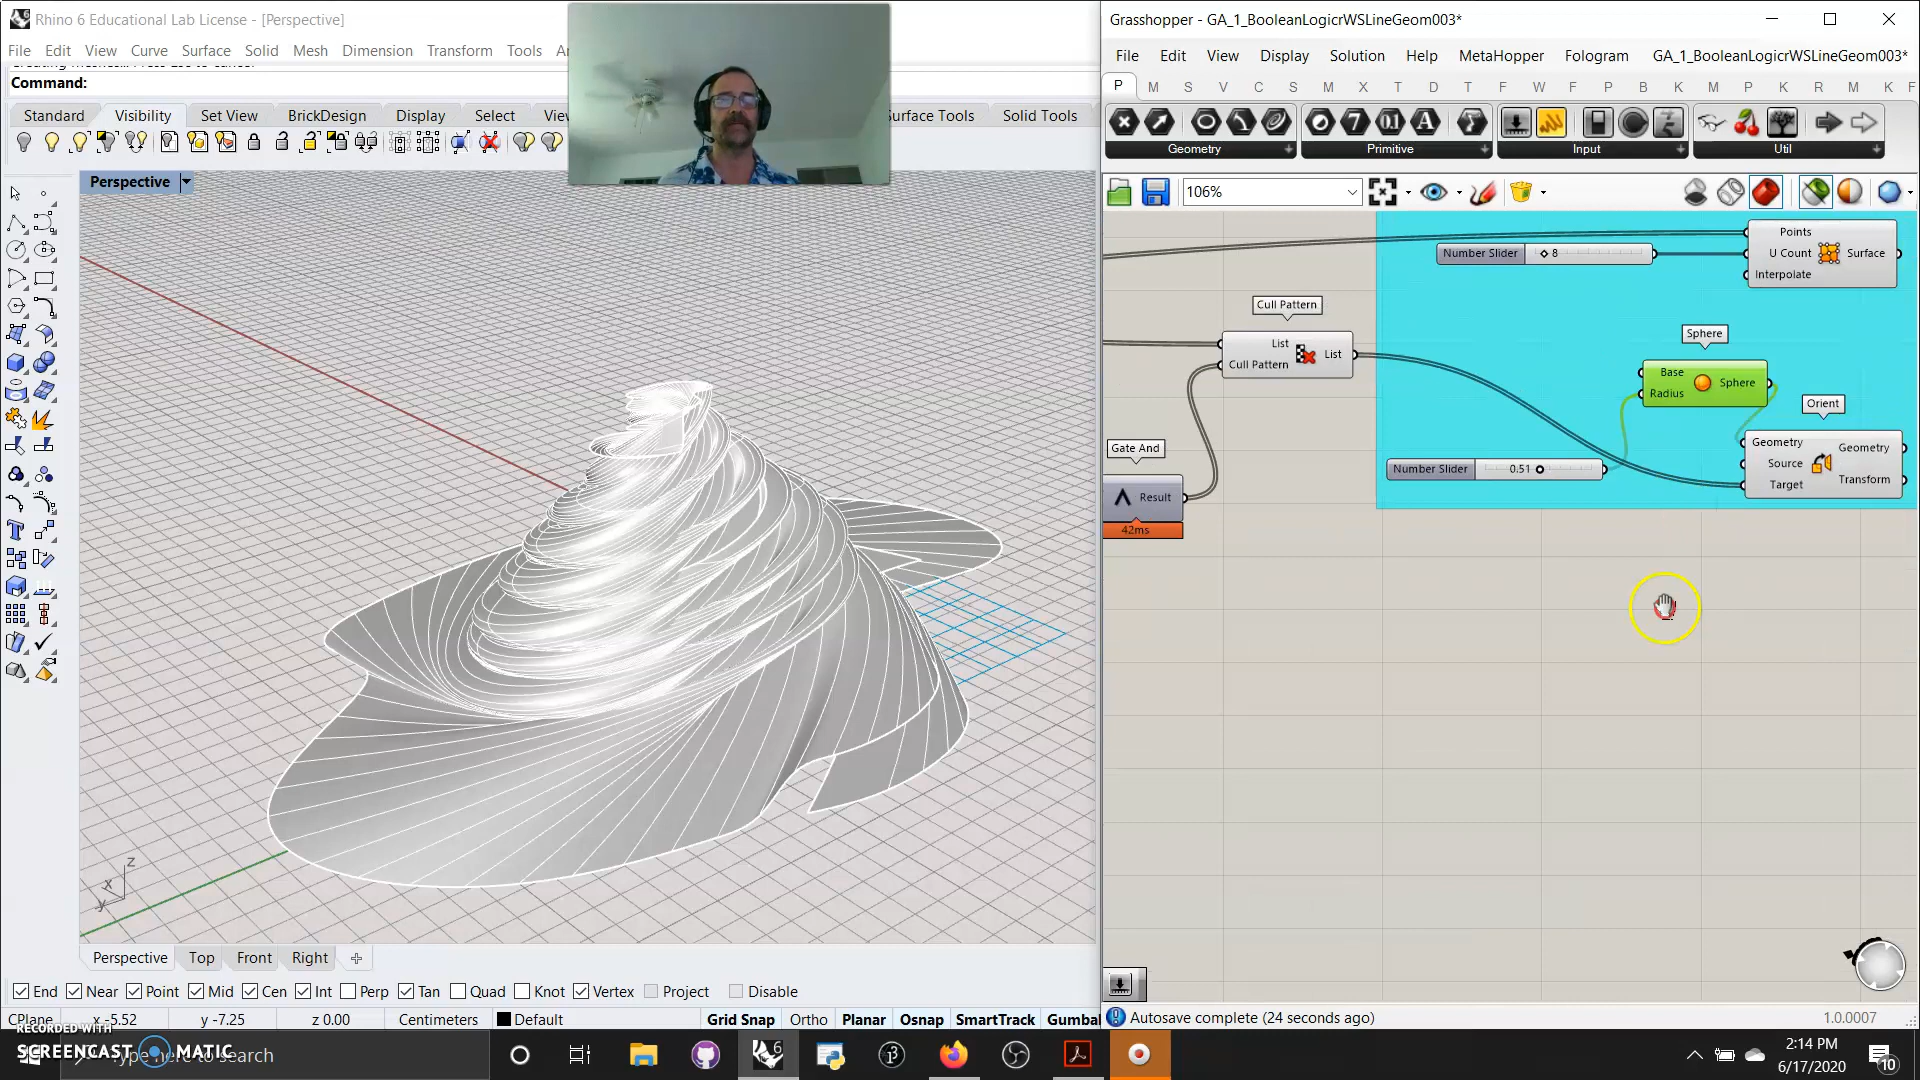 Rhino 6 Educational Lab License - [Perspective]
File Edit View Curve Surface Solid Mesh Dimension Transform Tools
Command:
Standard Visibility Set View BrickDesign Display Select Surface Tools Solid Tools
Perspective
z
x
y
Perspective Top Front Right
End Near Point Mid Cen Int Perp Tan Quad Knot Vertex Project Disable
CPlane x -5.52 y -7.25 z 0.00 Centimeters Default Grid Snap Ortho Planar Osnap SmartTrack Gumbal
RECORDED WITH
SCREENCAST MATIC
Type here to search
Grasshopper - GA_1_BooleanLogicrWSLineGeom003*
File Edit View Display Solution Help MetaHopper Fologram GA_1_BooleanLogicrWSLineGeom003*
P M S V C S M X T D T F W F P B K M P K R M K F
Geometry Primitive Input Util
106%
Points
Number Slider 8 U Count Surface
Interpolate
Cull Pattern
List List
Cull Pattern
Sphere
Base
Radius Sphere
Orient
Geometry Geometry
Source
Target Transform
Number Slider 0.51
Gate And
Result
42ms
Autosave complete (24 seconds ago) 1.0.0007
2:14 PM
6/17/2020
10